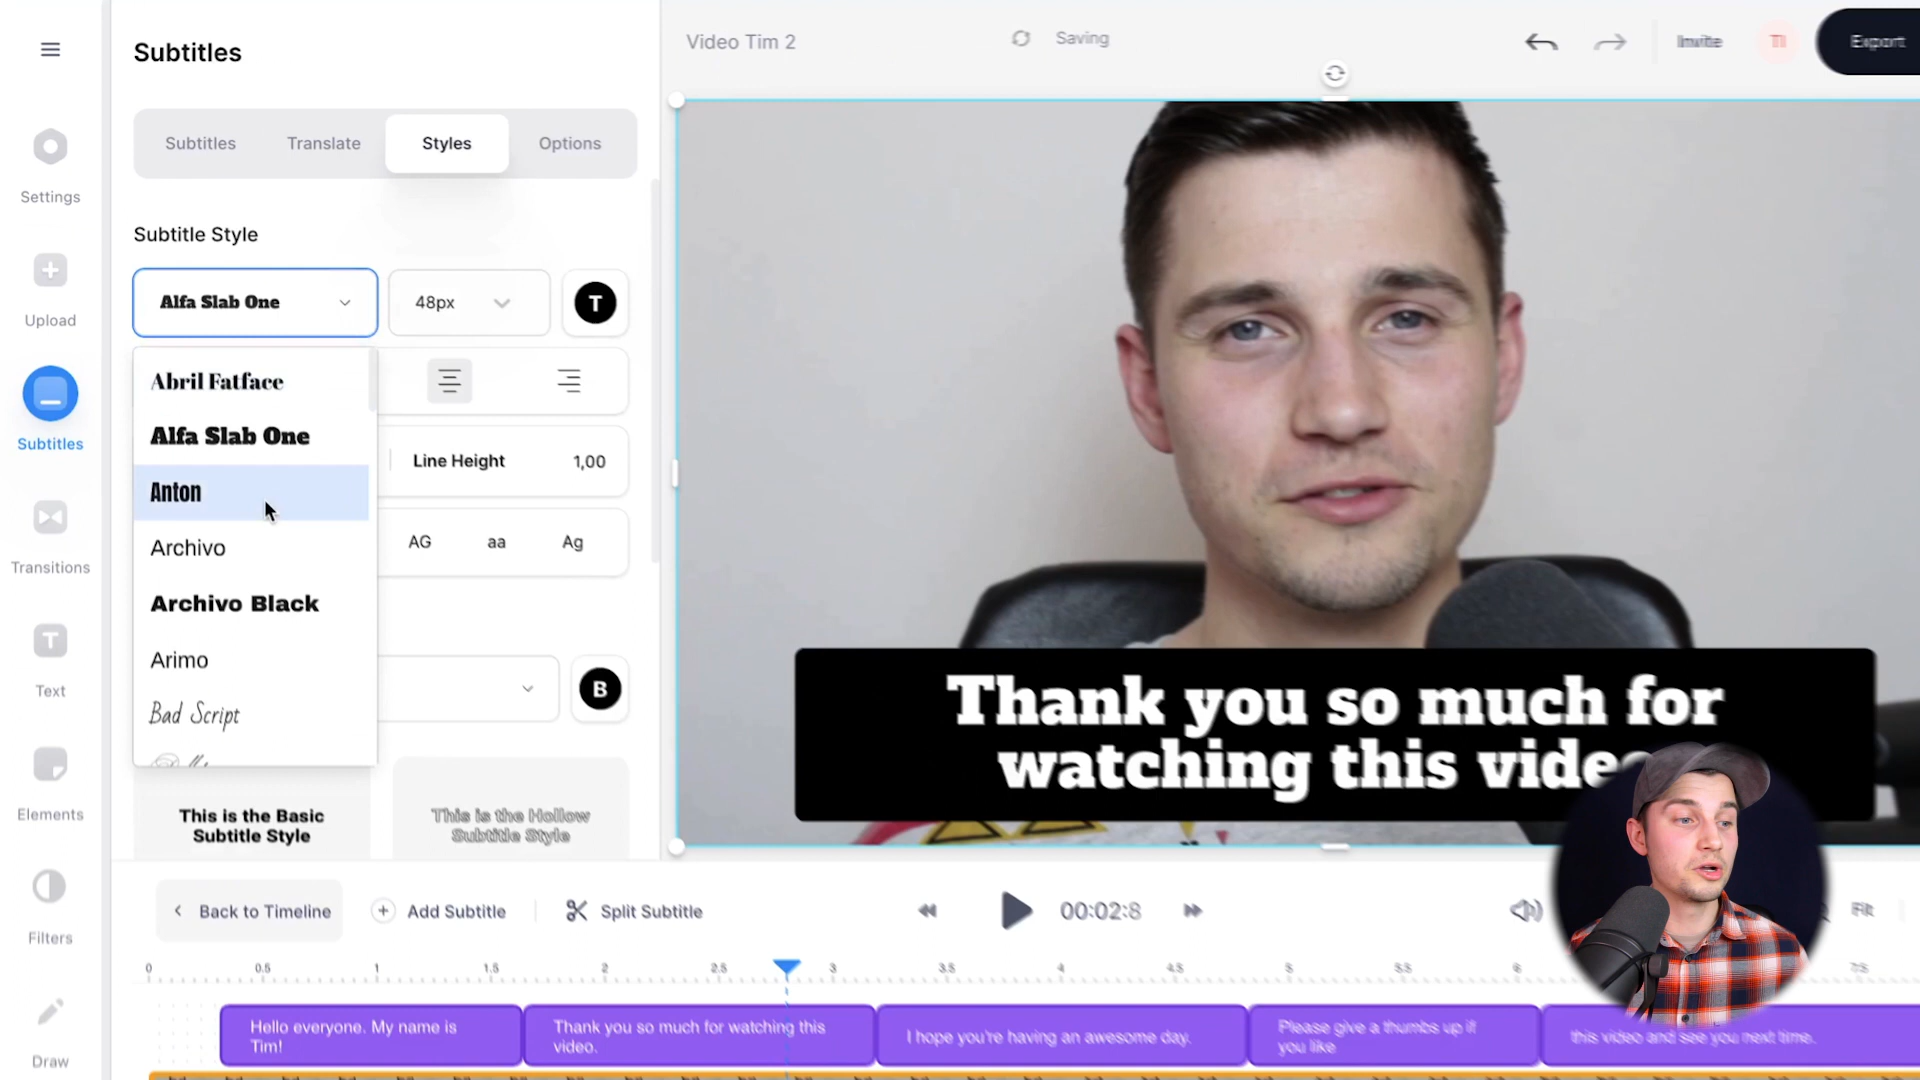 Subtitles
Video Tim 2
Saving
Invite
TI
Export
Subtitles
Translate
Styles
Options
Settings
Upload
Subtitles
Transitions
Text
Elements
Filters
Draw
Subtitle Style
Alfa Slab One
48px
T
Abril Fatface
Alfa Slab One
Anton
Archivo
Archivo Black
Arimo
Bad Script
Line Height
1,00
AG
aa
Ag
B
This is the Basic
Subtitle Style
This is the Hollow
Subtitle Style
Thank you so much for
watching this video
Back to Timeline
Add Subtitle
Split Subtitle
00:02:8
Fit
0
0.5
1
1.5
2
2.5
3
3.5
4
4.5
5
5.5
6
7.5
Hello everyone. My name is
Tim!
Thank you so much for watching this
video.
I hope you're having an awesome day.
Please give a thumbs up if
you like
this video and see you next time.